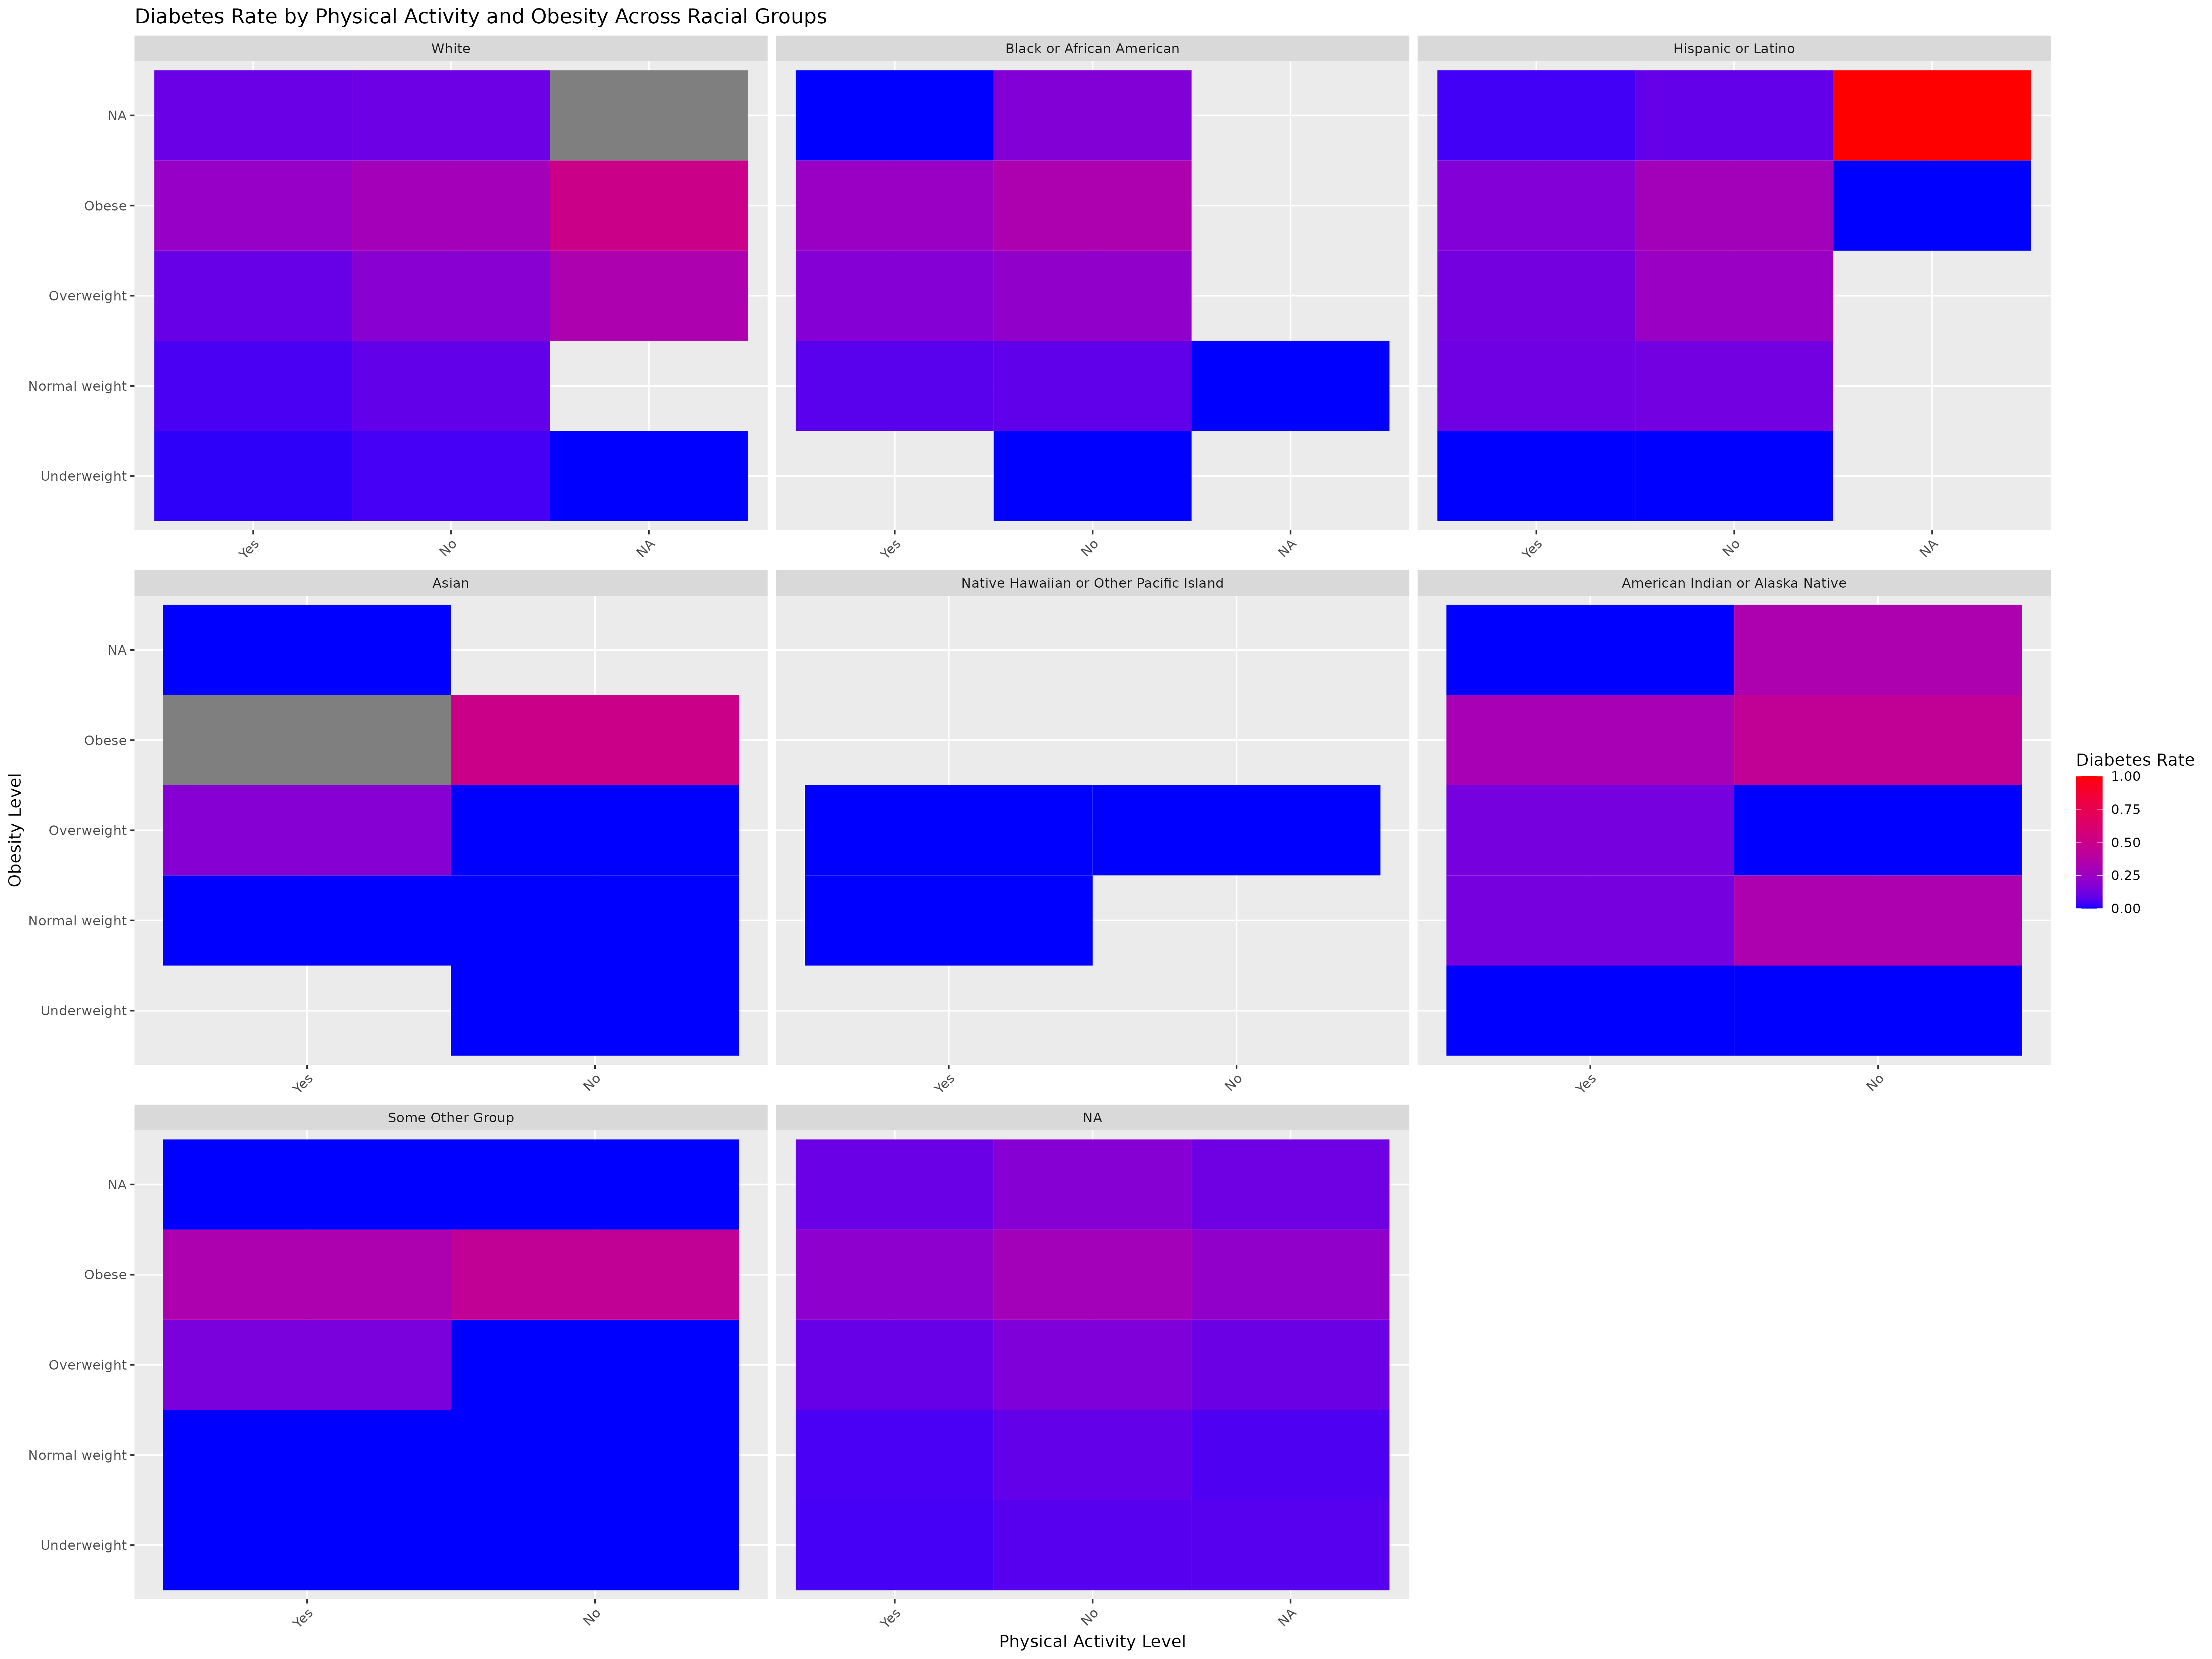 Diabetes Rate by Physical Activity and Obesity Across Racial Groups
White
Black or African American
Hispanic or Latino
NA
Obese
Overweight
Normal weight
Underweight
Yes
No
NA
Yes
No
NA
Yes
No
NA
Asian
Native Hawaiian or Other Pacific Island
American Indian or Alaska Native
NA
Obese
Overweight
Normal weight
Underweight
Yes
No
Yes
No
Yes
No
Some Other Group
NA
NA
Obese
Overweight
Normal weight
Underweight
Yes
No
Yes
No
NA
Obesity Level
Physical Activity Level
Diabetes Rate
1.00
0.75
0.50
0.25
0.00